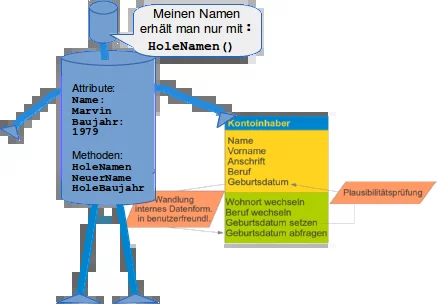 Meinen Namen
erhält man nur mit:
HoleNamen()
Attribute:
Name:
Marvin
Baujahr:
1979
Methoden:
HoleNamen
NeuerName
HoleBaujahr
Kontoinhaber
Name
Vorname
Anschrift
Beruf
Geburtsdatum
Wohnort wechseln
Beruf wechseln
Geburtsdatum setzen
Geburtsdatum abfragen
Wandlung
internes Datenform.
in benutzerfreundl.
Plausibilitätsprüfung